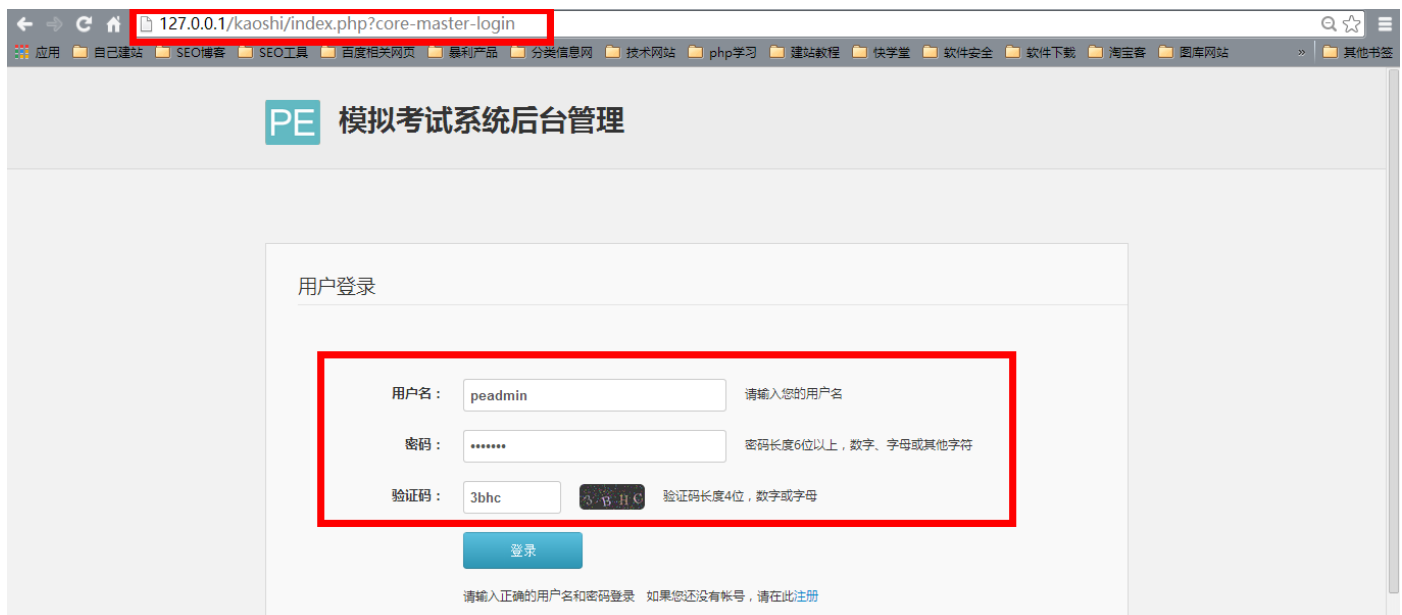 127.0.0.1/kaoshi/index.php?core-master-login
应用 自己建站 SEO博客 SEO工具 百度相关网页 暴利产品 分类信息网 技术网站 php学习 建站教程 快学堂 软件安全 软件下载 淘宝客 图库网站 » 其他书签
PE 模拟考试系统后台管理
用户登录
用户名： peadmin 请输入您的用户名
密码： ••••••• 密码长度6位以上，数字、字母或其他字符
验证码： 3bhc 3BHC 验证码长度4位，数字或字母
登录
请输入正确的用户名和密码登录 如果您还没有帐号，请在此注册